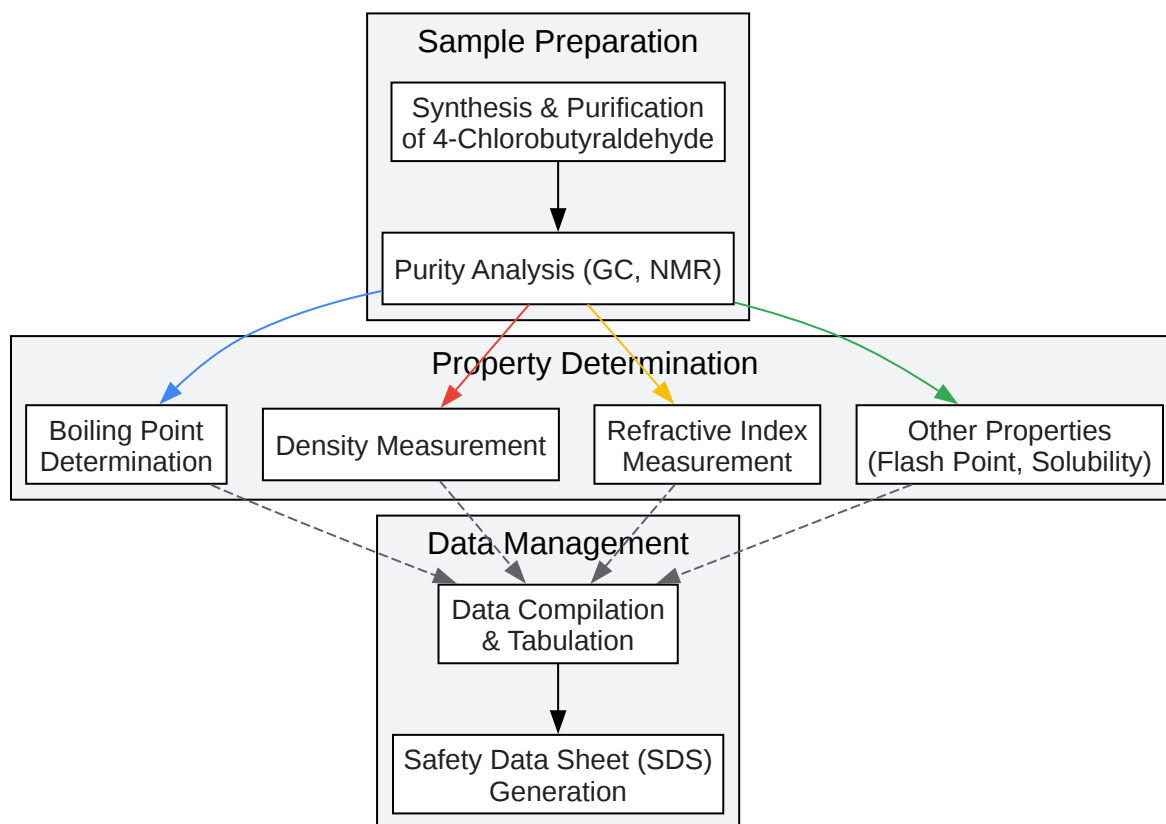 Sample Preparation
Synthesis & Purification
of 4-Chlorobutyraldehyde
Purity Analysis (GC, NMR)
Property Determination
Boiling Point
Determination
Density Measurement
Refractive Index
Measurement
Other Properties
(Flash Point, Solubility)
Data Management
Data Compilation
& Tabulation
Safety Data Sheet (SDS)
Generation